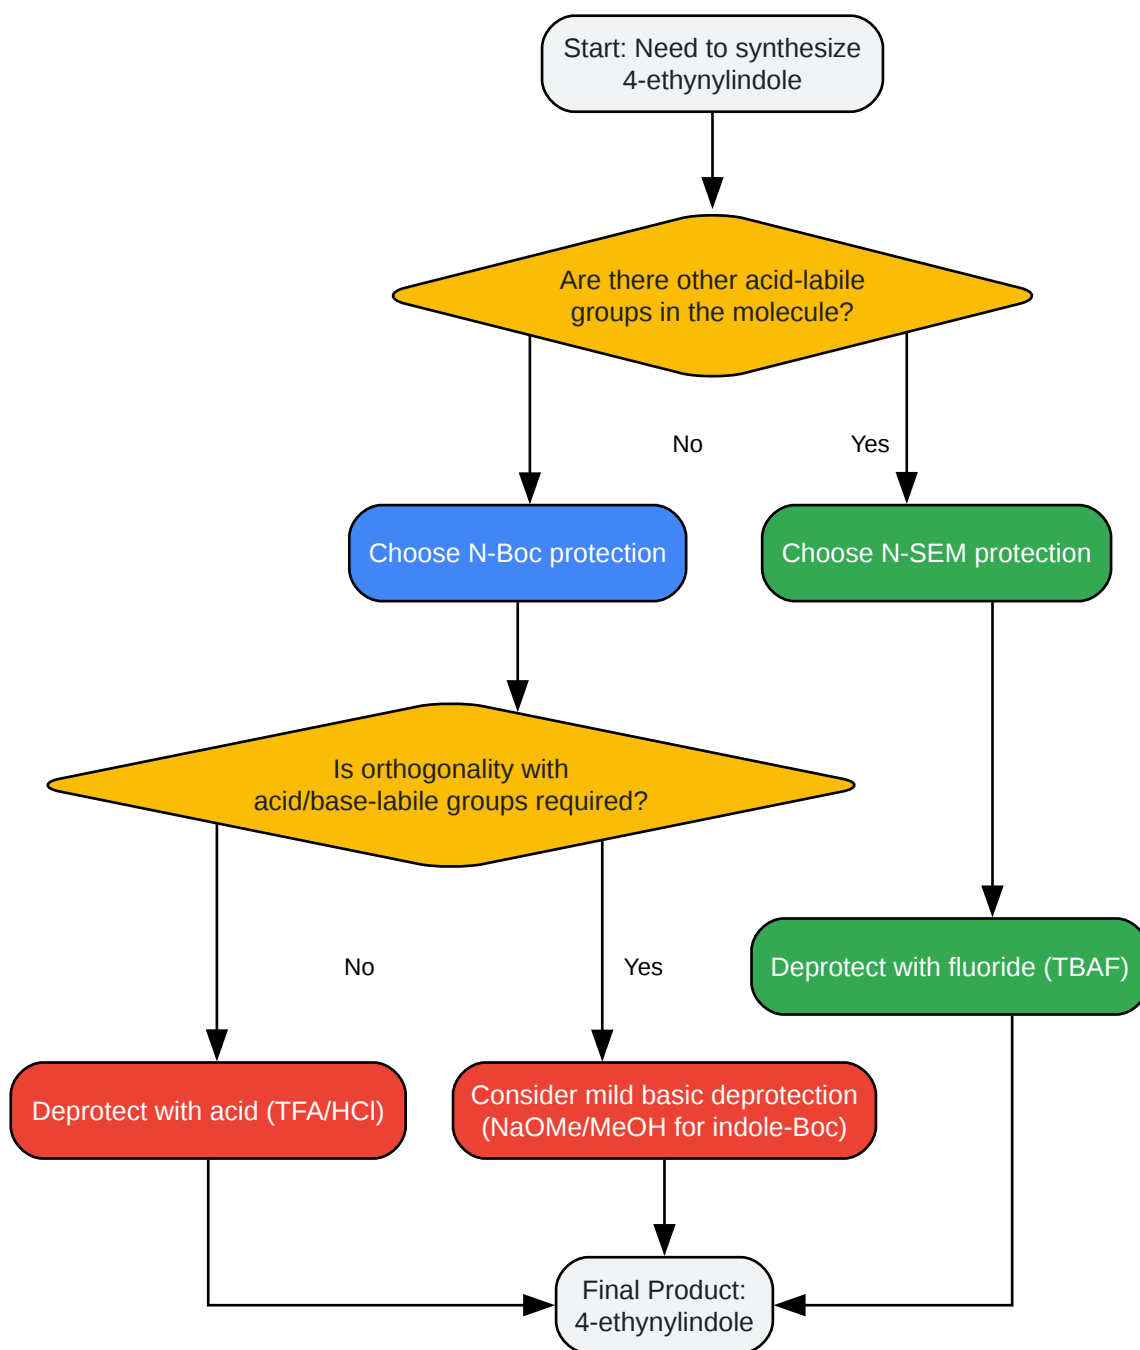 Start: Need to synthesize
4-ethynylindole
Are there other acid-labile
groups in the molecule?
No
Yes
Choose N-Boc protection
Choose N-SEM protection
Is orthogonality with
acid/base-labile groups required?
No
Yes
Deprotect with fluoride (TBAF)
Deprotect with acid (TFA/HCl)
Consider mild basic deprotection
(NaOMe/MeOH for indole-Boc)
Final Product:
4-ethynylindole